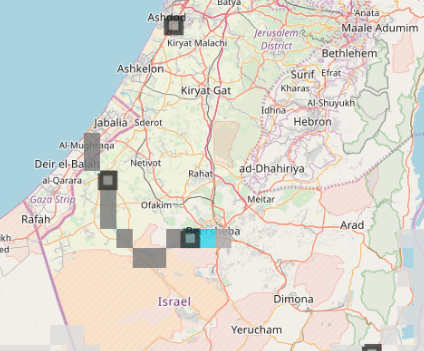 Batya
Ashdod
Anata
Maale Adumim
Jerusalem
District
Kiryat Malachi
Bethlehem
Ashkelon
Surif
Efrat
Kharas
Kiryat Gat
Al-Shuyukh
Idhna
Hebron
Jabalia
Sderot
Al-Mughraqa
Deir el-Balah
Netivot
al-Qarara
Rahat
ad-Dhahiriya
Gaza Strip
Ofakim
Meitar
Rafah
Arad
Beersheba
Israel
Dimona
Yerucham